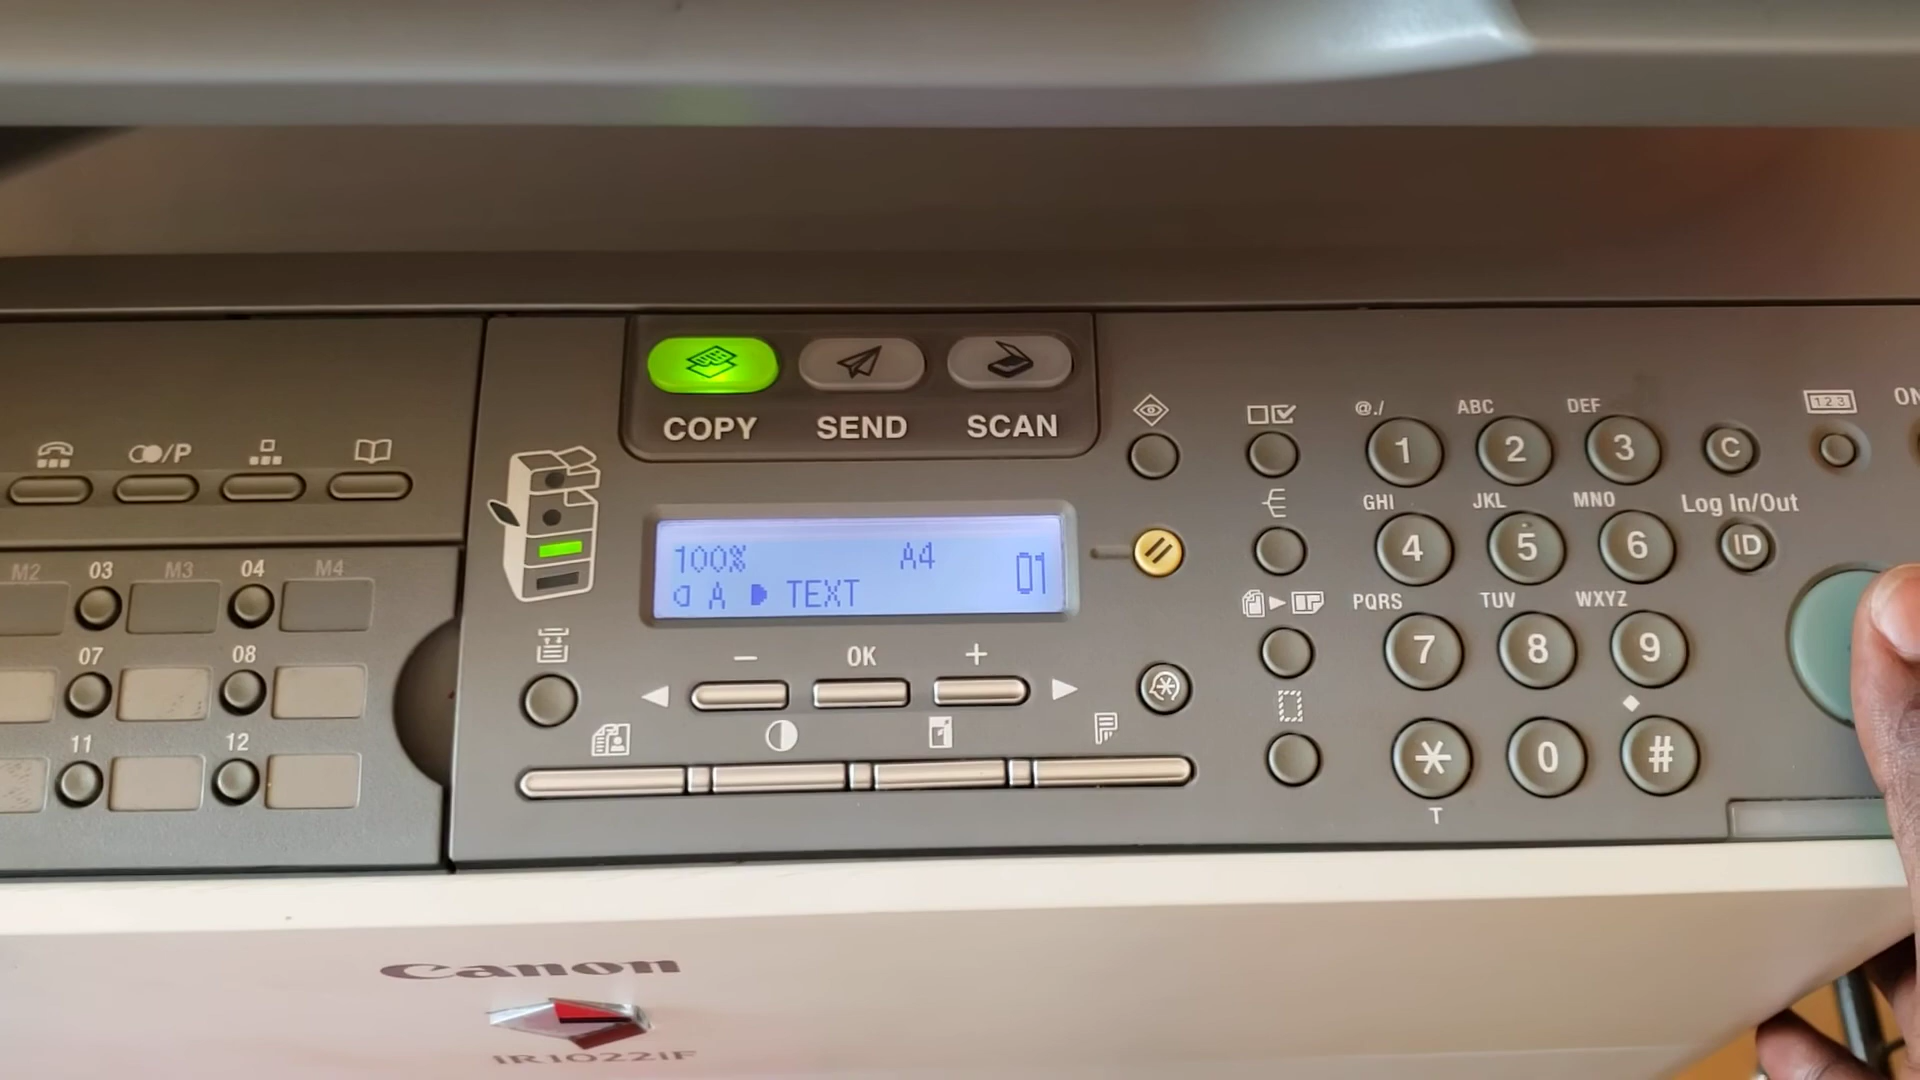 COPY SEND SCAN
@./ ABC DEF
1 2 3 C
123 ON
/P
GHI JKL MNO Log In/Out
4 5 6 ID
100% A4 01
A TEXT
M2 03 M3 04 M4
PQRS TUV WXYZ
7 8 9
07 08
- OK +
11 12
* 0 #
T
Canon
IR1022iF